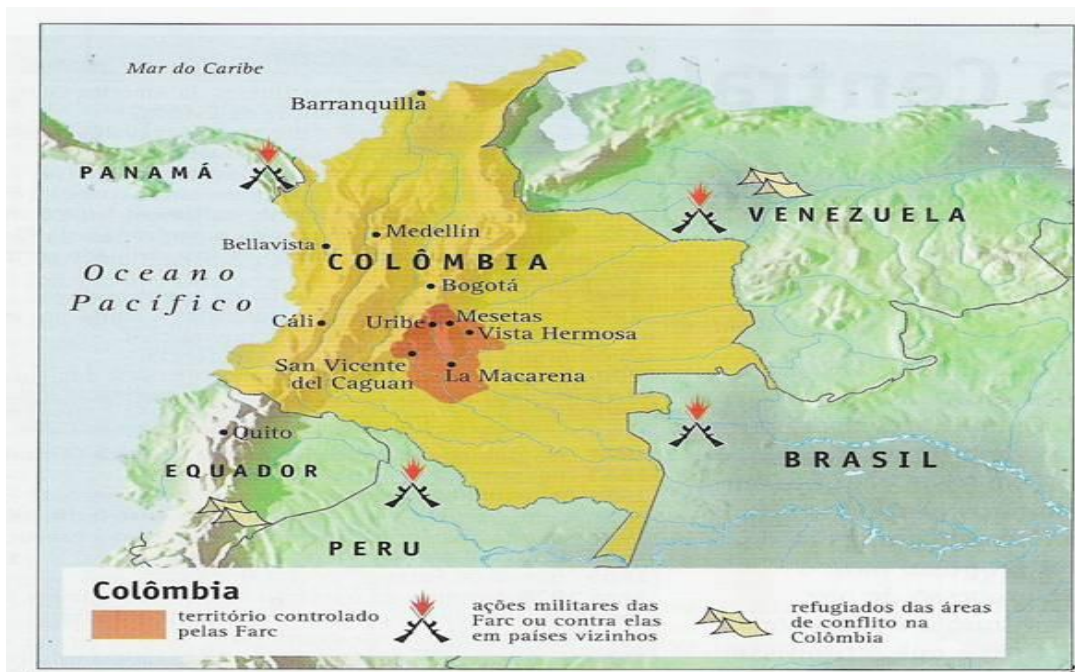 Mar do Caribe
Barranquilla
PANAMÁ
VENEZUELA
Medellín
Bellavista
COLÔMBIA
Oceano
Pacífico
Bogotá
Cáli
Uribe
Mesetas
Vista Hermosa
San Vicente
del Caguan
La Macarena
Quito
EQUADOR
BRASIL
PERU
Colômbia
território controlado
pelas Farc
ações militares das
Farc ou contra elas
em países vizinhos
refugiados das áreas
de conflito na
Colômbia